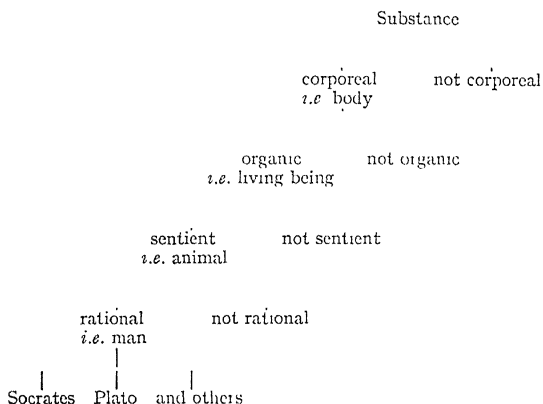 Substance
corporeal not corporeal
i.e body
organic not organic
i.e. living being
sentient not sentient
i.e. animal
rational not rational
i.e. man
Socrates Plato and others